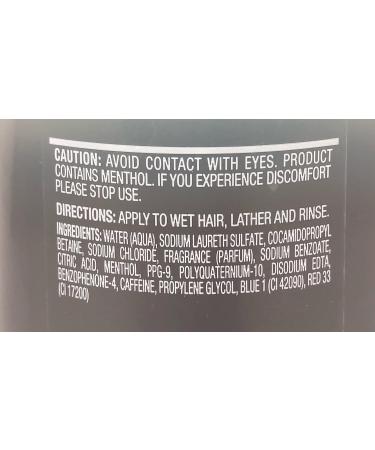 CAUTION: AVOID CONTACT WITH EYES. PRODUCT
CONTAINS MENTHOL. IF YOU EXPERIENCE DISCOMFORT
PLEASE STOP USE.
DIRECTIONS: APPLY TO WET HAIR, LATHER AND RINSE.
INGREDIENTS: WATER (AQUA), SODIUM LAURETH SULFATE, COCAMIDOPROPYL
BETAINE, SODIUM CHLORIDE, FRAGRANCE (PARFUM), SODIUM BENZOATE,
CITRIC ACID, MENTHOL, PPG-9, POLYQUATERNIUM-10, DISODIUM EDTA,
BENZOPHENONE-4, CAFFEINE, PROPYLENE GLYCOL, BLUE 1 (CI 42090), RED 33
(CI 17200)